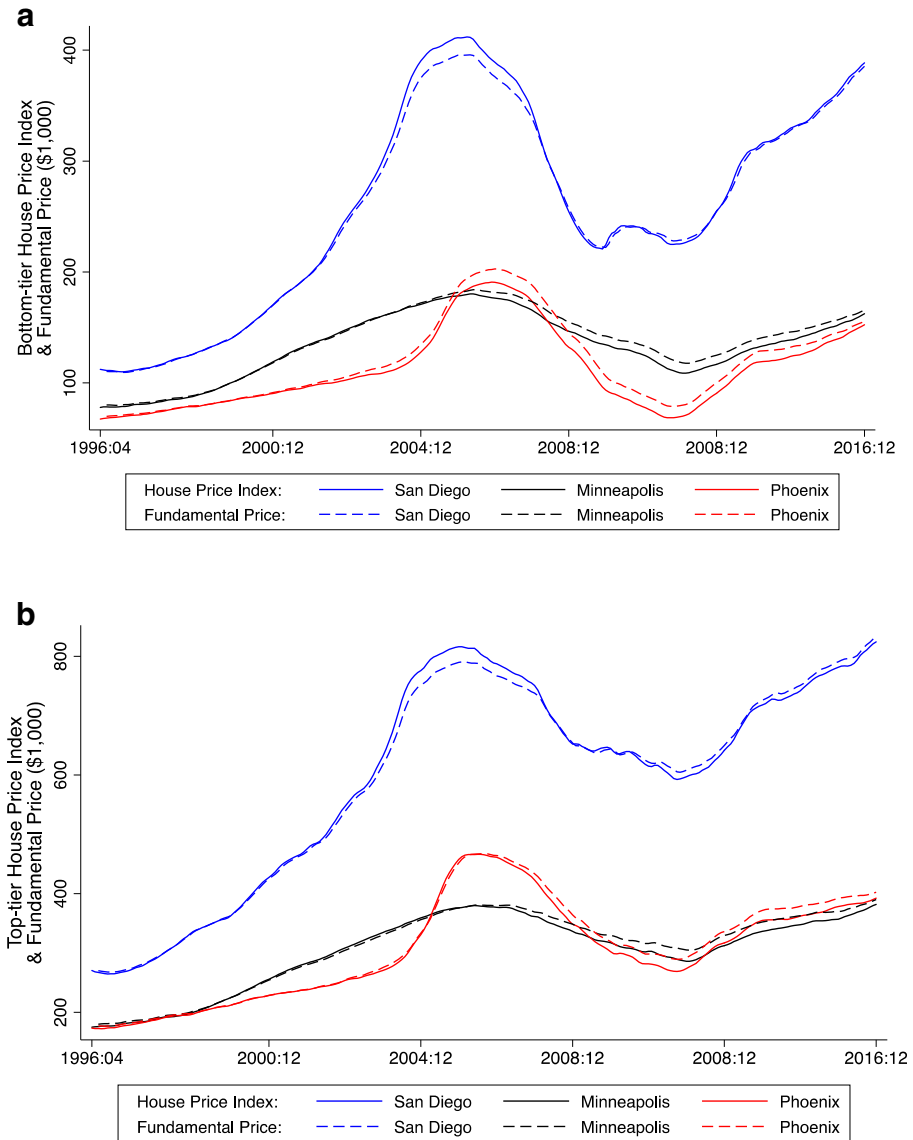 a
Bottom-tier House Price Index
& Fundamental Price ($1,000)
400
300
200
100
1996:04 2000:12 2004:12 2008:12 2008:12 2016:12
House Price Index: San Diego Minneapolis Phoenix
Fundamental Price: San Diego Minneapolis Phoenix
b
Top-tier House Price Index
& Fundamental Price ($1,000)
800
600
400
200
1996:04 2000:12 2004:12 2008:12 2008:12 2016:12
House Price Index: San Diego Minneapolis Phoenix
Fundamental Price: San Diego Minneapolis Phoenix